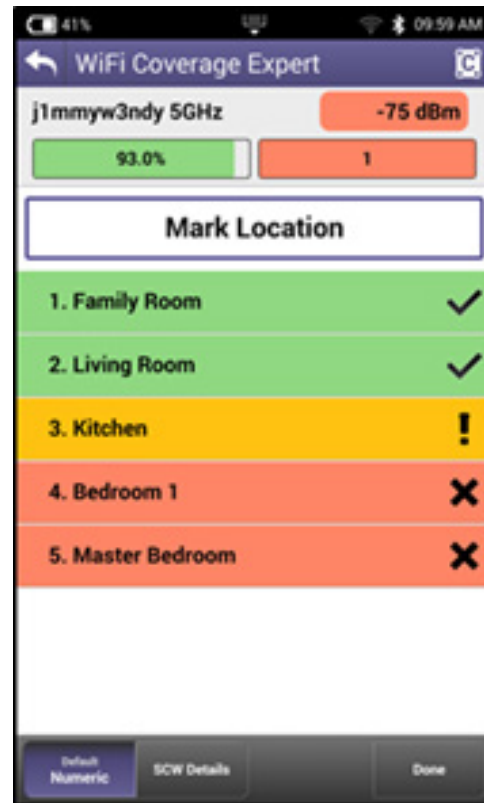 41%
09:59 AM
WiFi Coverage Expert
C
j1mmyw3ndy 5GHz
-75 dBm
93.0%
1
Mark Location
1. Family Room
2. Living Room
3. Kitchen
4. Bedroom 1
5. Master Bedroom
Default
Numeric
SCW Details
Done